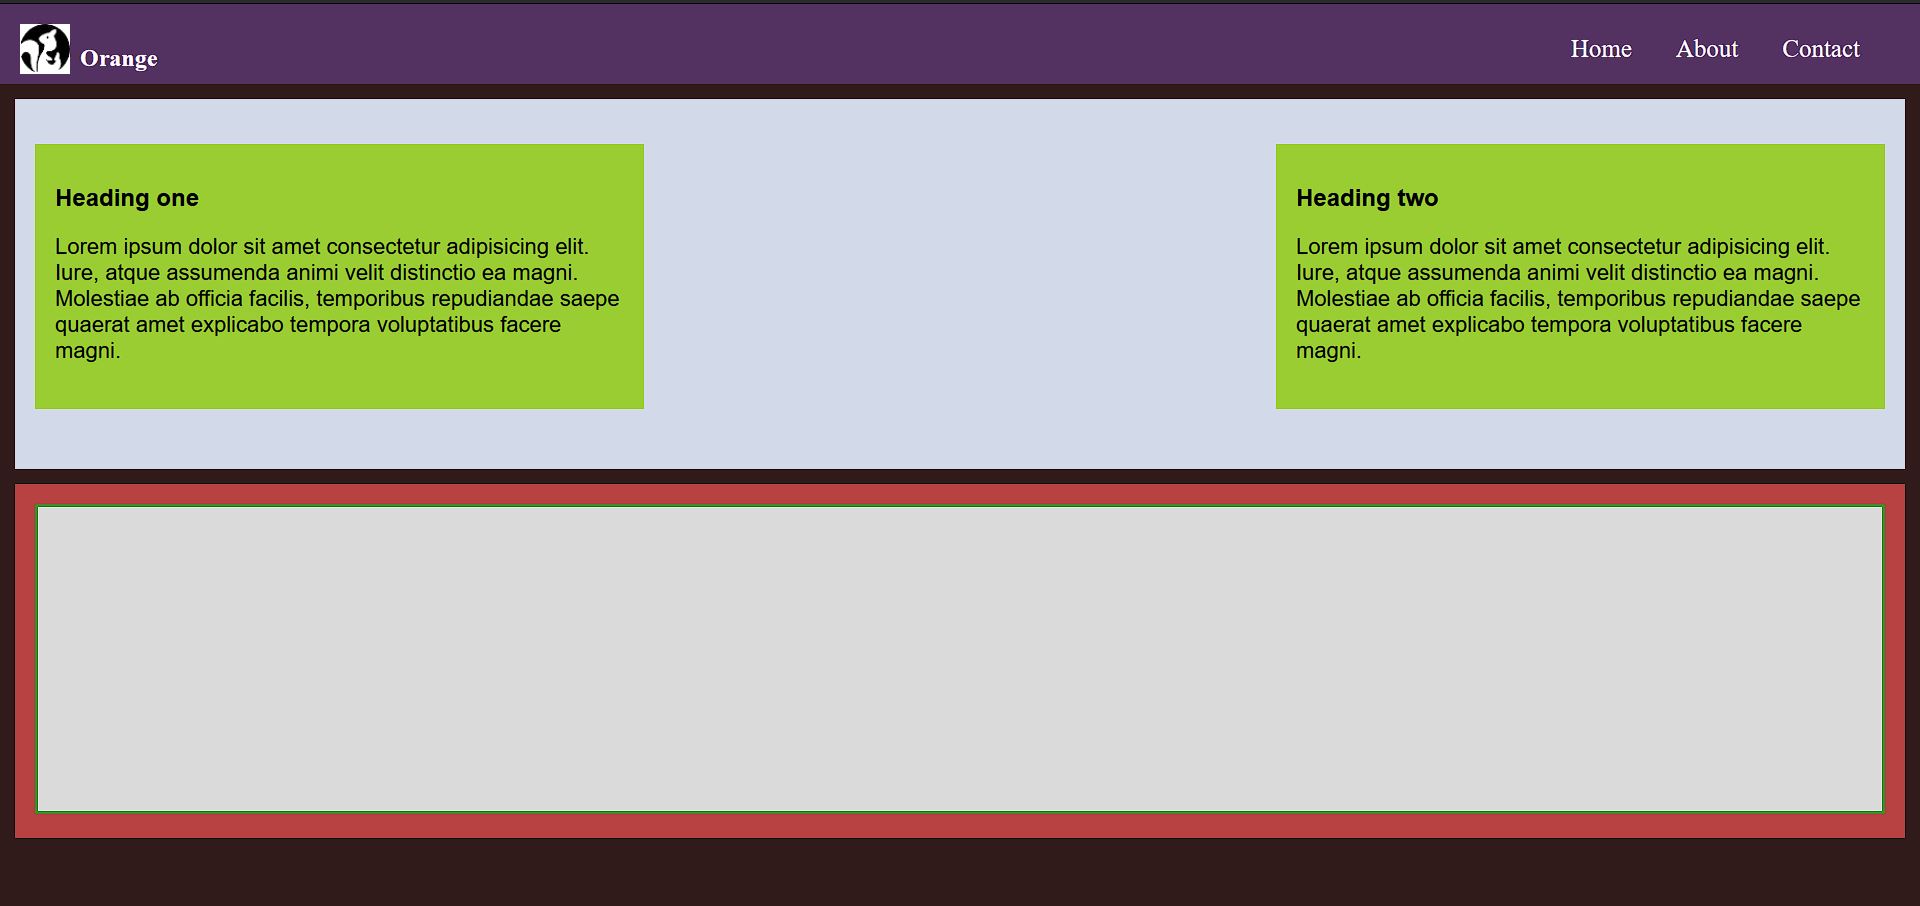 Orange
Home About Contact
Heading one
Lorem ipsum dolor sit amet consectetur adipisicing elit.
Iure, atque assumenda animi velit distinctio ea magni.
Molestiae ab officia facilis, temporibus repudiandae saepe
quaerat amet explicabo tempora voluptatibus facere
magni.
Heading two
Lorem ipsum dolor sit amet consectetur adipisicing elit.
Iure, atque assumenda animi velit distinctio ea magni.
Molestiae ab officia facilis, temporibus repudiandae saepe
quaerat amet explicabo tempora voluptatibus facere
magni.